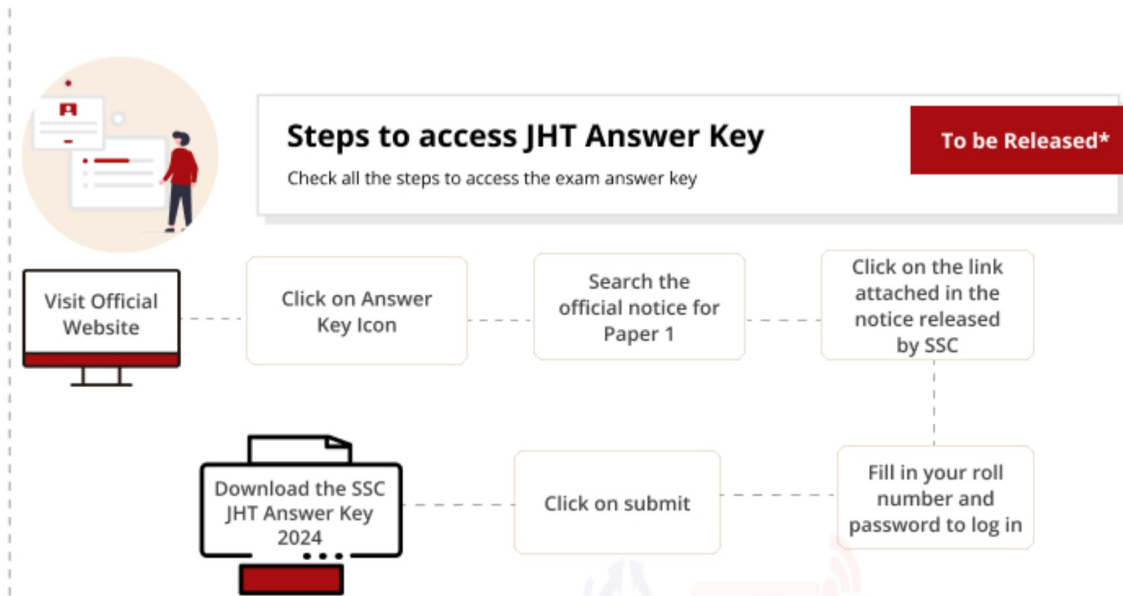 Steps to access JHT Answer Key
To be Released*
Check all the steps to access the exam answer key
Visit Official
Website
Click on Answer
Key Icon
Search the
official notice for
Paper 1
Click on the link
attached in the
notice released
by SSC
Fill in your roll
number and
password to log in
Click on submit
Download the SSC
JHT Answer Key
2024